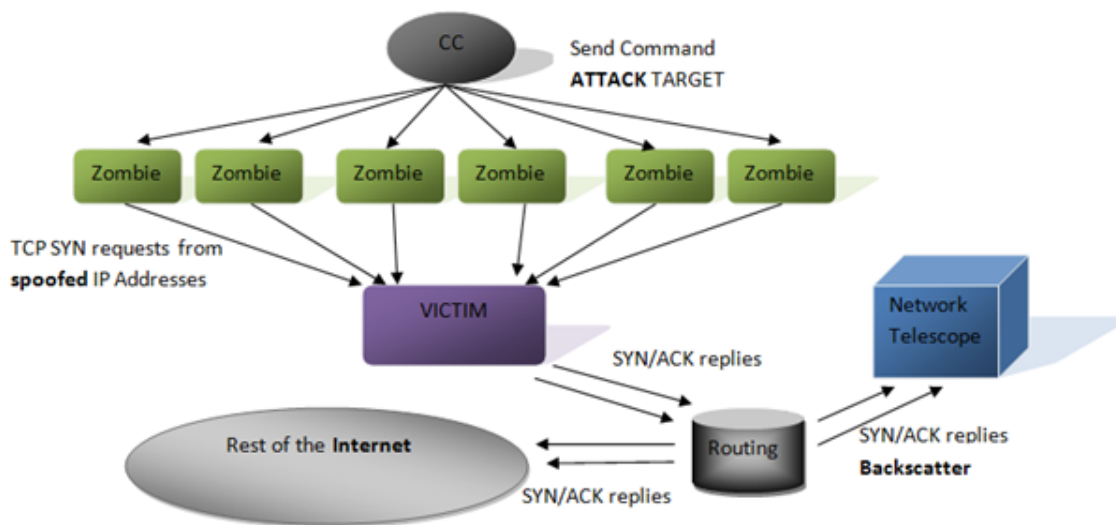 CC
Send Command
ATTACK TARGET
Zombie
Zombie
Zombie
Zombie
Zombie
Zombie
TCP SYN requests from
spoofed IP Addresses
VICTIM
Network
Telescope
SYN/ACK replies
Rest of the Internet
Routing
SYN/ACK replies
Backscatter
SYN/ACK replies